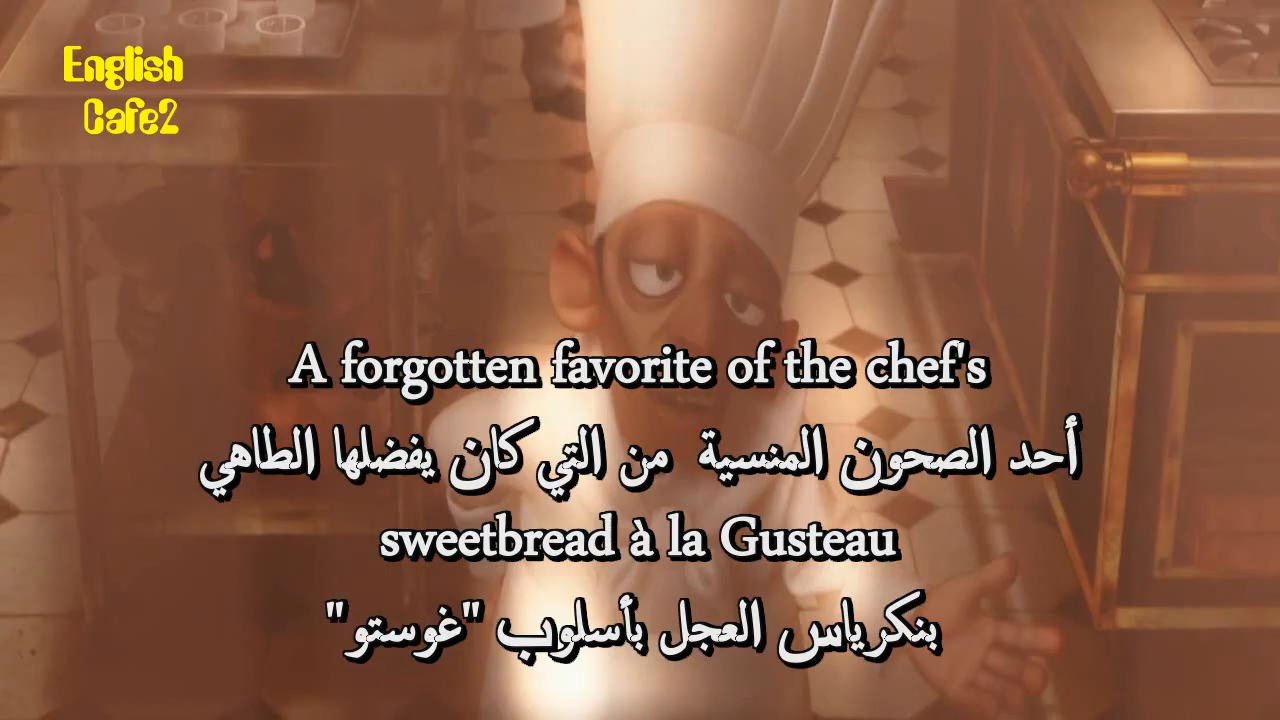 English
Cafe2
A forgotten favorite of the chef's
أحد الصحون المنسية من التي كان يفضلها الطاهي
sweetbread à la Gusteau
بنكرياس العجل بأسلوب "غوستو"